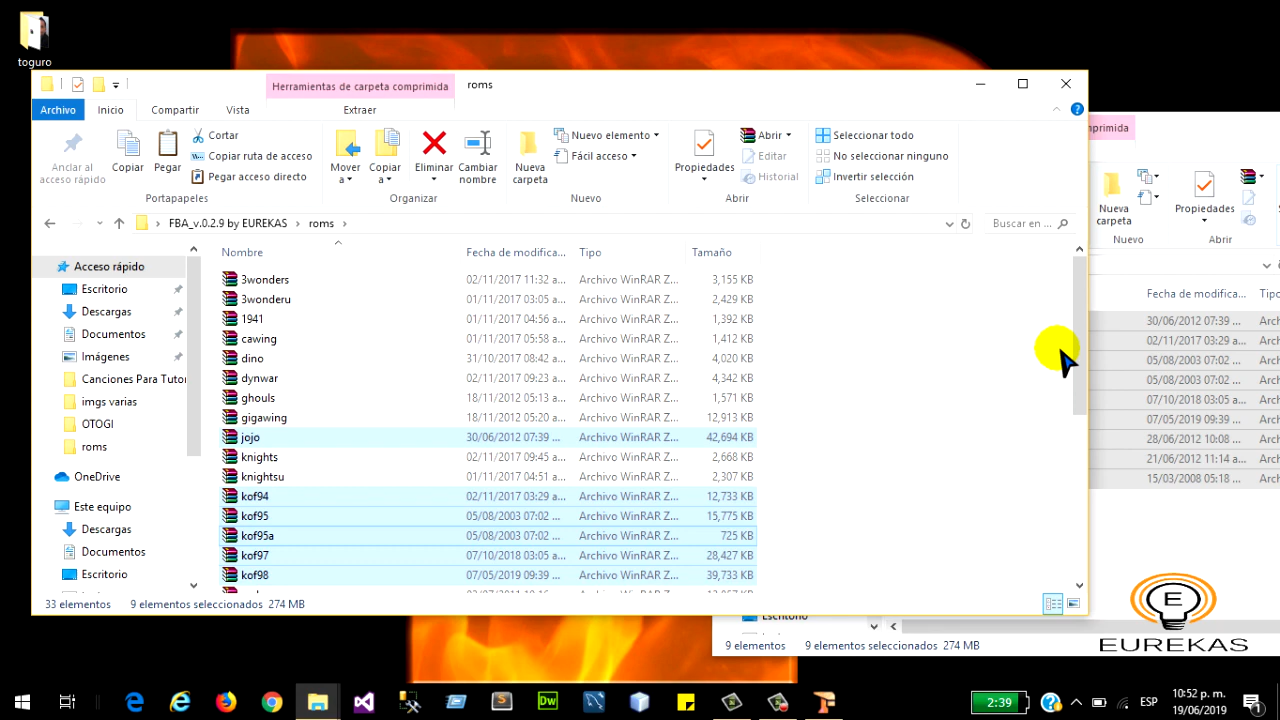 toguro
Herramientas de carpeta comprimida
roms
Archivo
Inicio
Compartir
Vista
Extraer
Anclar al acceso rápido
Copiar
Pegar
Cortar
Copiar ruta de acceso
Pegar acceso directo
Portapapeles
Mover a
Copiar a
Eliminar
Cambiar nombre
Organizar
Nueva carpeta
Nuevo elemento
Fácil acceso
Nuevo
Propiedades
Abrir
Editar
Historial
Abrir
Seleccionar todo
No seleccionar ninguno
Invertir selección
Seleccionar
FBA_v.0.2.9 by EUREKAS > roms >
Buscar en ...
Acceso rápido
Escritorio
Descargas
Documentos
Imágenes
Canciones Para Tutor
imgs varias
OTOGI
roms
OneDrive
Este equipo
Descargas
Documentos
Escritorio
Nombre Fecha de modifica... Tipo Tamaño
3wonders 02/11/2017 11:32 a... Archivo WinRAR Z... 3,155 KB
3wonderu 01/11/2017 03:05 a... Archivo WinRAR Z... 2,429 KB
1941 01/11/2017 04:56 a... Archivo WinRAR Z... 1,392 KB
cawing 01/11/2017 05:58 a... Archivo WinRAR Z... 1,412 KB
dino 31/10/2017 08:42 a... Archivo WinRAR Z... 4,020 KB
dynwar 02/11/2017 09:23 a... Archivo WinRAR Z... 4,342 KB
ghouls 18/11/2012 05:13 p... Archivo WinRAR Z... 1,571 KB
gigawing 18/11/2012 05:20 p... Archivo WinRAR Z... 12,913 KB
jojo 30/06/2012 07:39 ... Archivo WinRAR Z... 42,694 KB
knights 02/11/2017 09:45 a... Archivo WinRAR Z... 2,668 KB
knightsu 01/11/2017 04:51 a... Archivo WinRAR Z... 2,307 KB
kof94 02/11/2017 03:29 a... Archivo WinRAR Z... 12,733 KB
kof95 05/08/2003 07:02 ... Archivo WinRAR Z... 15,775 KB
kof95a 05/08/2003 07:02 ... Archivo WinRAR Z... 725 KB
kof97 07/10/2018 03:05 a... Archivo WinRAR Z... 28,427 KB
kof98 07/05/2019 09:39 ... Archivo WinRAR Z... 39,733 KB
33 elementos 9 elementos seleccionados 274 MB
mprimida
Nueva carpeta
Nuevo
Propiedades
Abrir
Fecha de modifica... Tipo
30/06/2012 07:39 ... Arch
02/11/2017 03:29 a... Arch
05/08/2003 07:02 ... Arch
05/08/2003 07:02 ... Arch
07/10/2018 03:05 a... Arch
07/05/2019 09:39 ... Arch
28/06/2012 10:08 ... Arch
21/06/2012 11:14 a... Arch
15/03/2008 05:18 ... Arch
Escritorio
9 elementos 9 elementos seleccionados 274 MB
E
EUREKAS
Dw
2:39
ESP
10:52 p. m.
19/06/2019
1